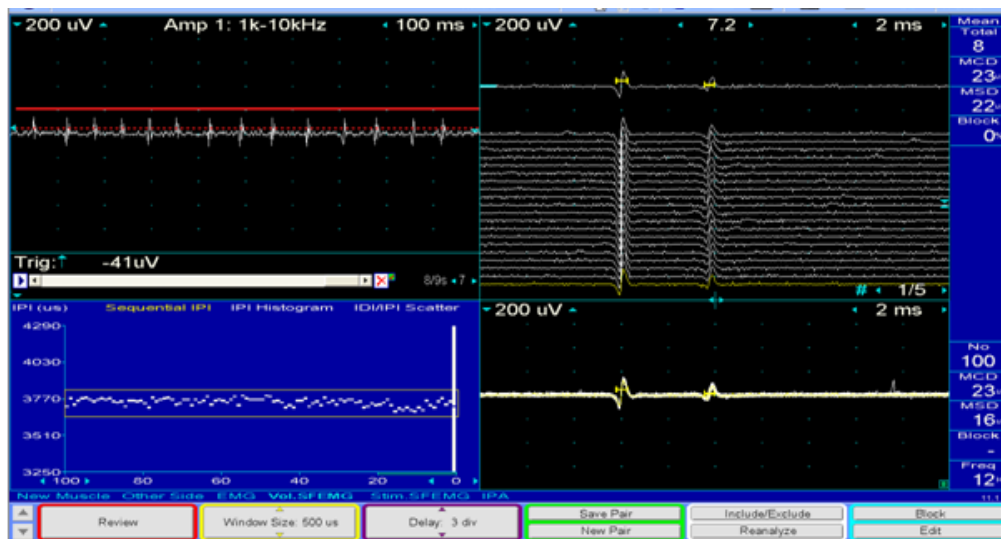 200 uV Amp 1: 1k-10kHz 100 ms
Trig: -41uV
8/9s 7
200 uV 7.2 2 ms
# 1/5
Mean
Total
8
MCD
23
MSD
22
Block
0%
IPI (us) Sequential IPI IPI Histogram IDI/IPI Scatter
4290
4030
3770
3510
3250
100 80 60 40 20 0
200 uV 2 ms
No
100
MCD
23
MSD
16
Block
-
Freq
12
New Muscle Other Side EMG Vol.SFEMG Stim.SFEMG IPA
11.1
Review
Window Size: 500 us
Delay: 3 div
Save Pair
New Pair
Include/Exclude
Reanalyze
Block
Edit